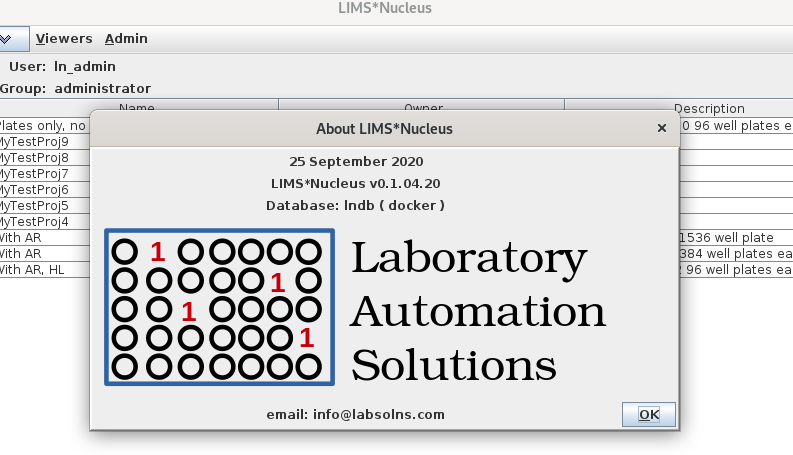 LIMS*Nucleus
Viewers Admin
User: ln_admin
Group: administrator
Name Owner Description
Plates only, no 0 96 well plates e
MyTestProj9
MyTestProj8
MyTestProj7
MyTestProj6
MyTestProj5
MyTestProj4
With AR 1536 well plate
With AR 384 well plates ea
With AR, HL 2 96 well plates ea
About LIMS*Nucleus
25 September 2020
LIMS*Nucleus v0.1.04.20
Database: lndb ( docker )
1
1
1
1
Laboratory
Automation
Solutions
email: info@labsolns.com
OK